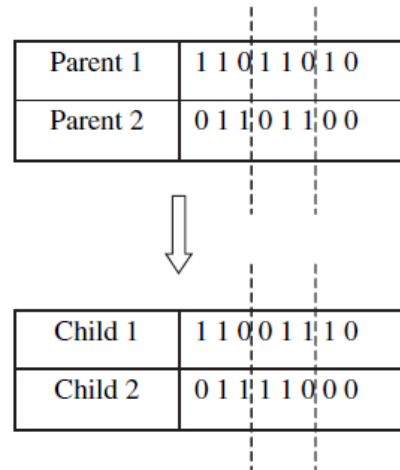 Parent 1 1 1 0 1 1 0 1 0
Parent 2 0 1 1 0 1 1 0 0
Child 1 1 1 0 0 1 1 1 0
Child 2 0 1 1 1 1 0 0 0